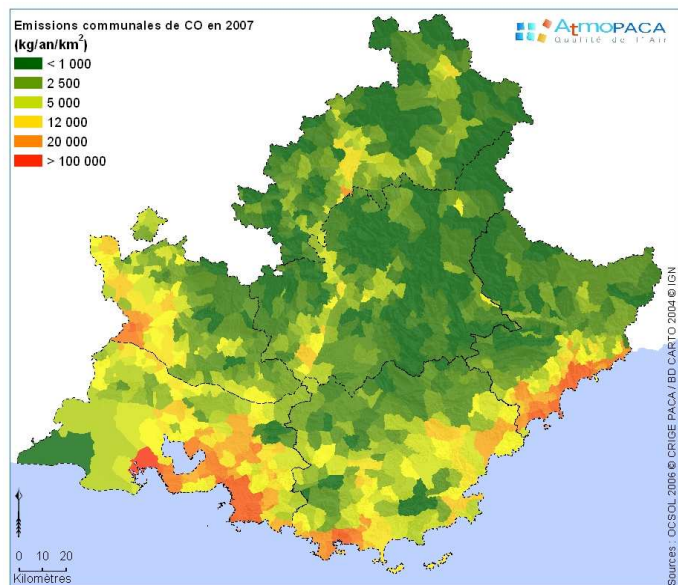 Emissions communales de CO en 2007
(kg/an/km²)
< 1 000
2 500
5 000
12 000
20 000
> 100 000
AtmoPACA
Qualité de l'Air
0 10 20
Kilomètres
Sources : OCSOL 2006 © CRIGE PACA / BD CARTO 2004 © IGN